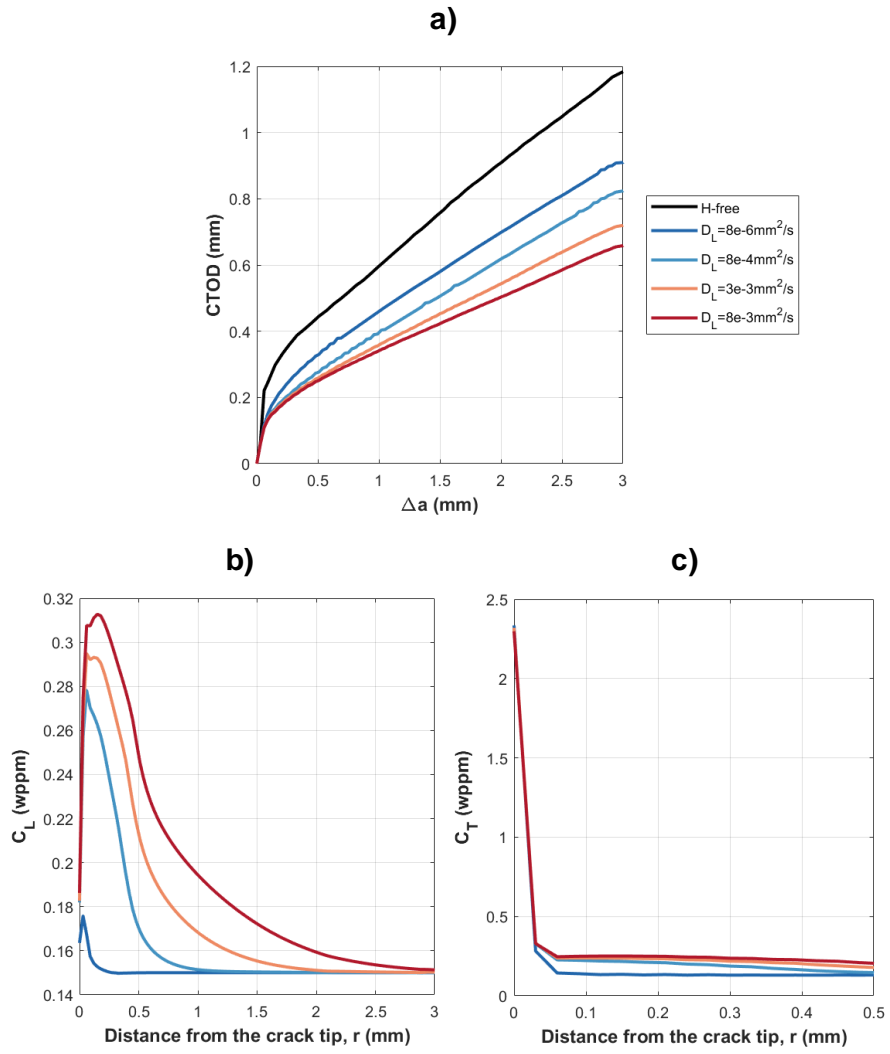 a)
1.2
1
0.8
0.6
0.4
0.2
0
CTOD (mm)
0 0.5 1 1.5 2 2.5 3
Δa (mm)
H-free
D_L=8e-6mm²/s
D_L=8e-4mm²/s
D_L=3e-3mm²/s
D_L=8e-3mm²/s
b)
0.32
0.3
0.28
0.26
0.24
0.22
0.2
0.18
0.16
0.14
C_L (wppm)
0 0.5 1 1.5 2 2.5 3
Distance from the crack tip, r (mm)
c)
2.5
2
1.5
1
0.5
0
C_T (wppm)
0 0.1 0.2 0.3 0.4 0.5
Distance from the crack tip, r (mm)